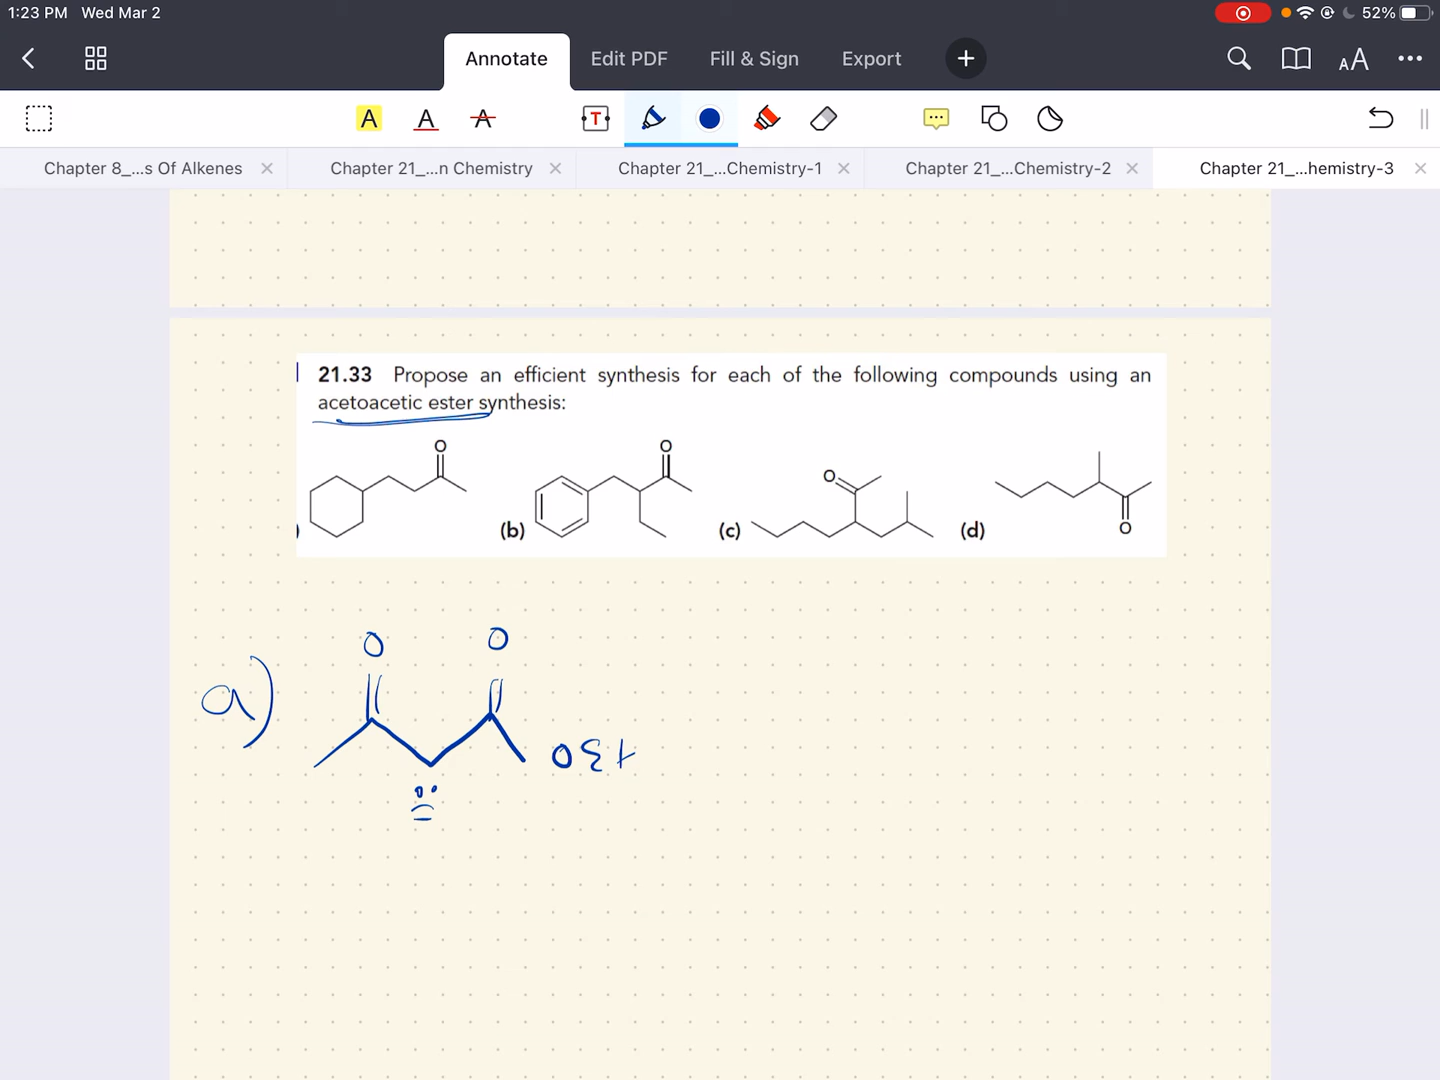 1:23 PM Wed Mar 2
52%
Annotate Edit PDF Fill & Sign Export
Chapter 8_...s Of Alkenes Chapter 21_...n Chemistry Chapter 21_...Chemistry-1 Chapter 21_...Chemistry-2 Chapter 21_...hemistry-3
21.33 Propose an efficient synthesis for each of the following compounds using an
acetoacetic ester synthesis:
O O O
) (b) (c) (d) O
O O
a)
OEt